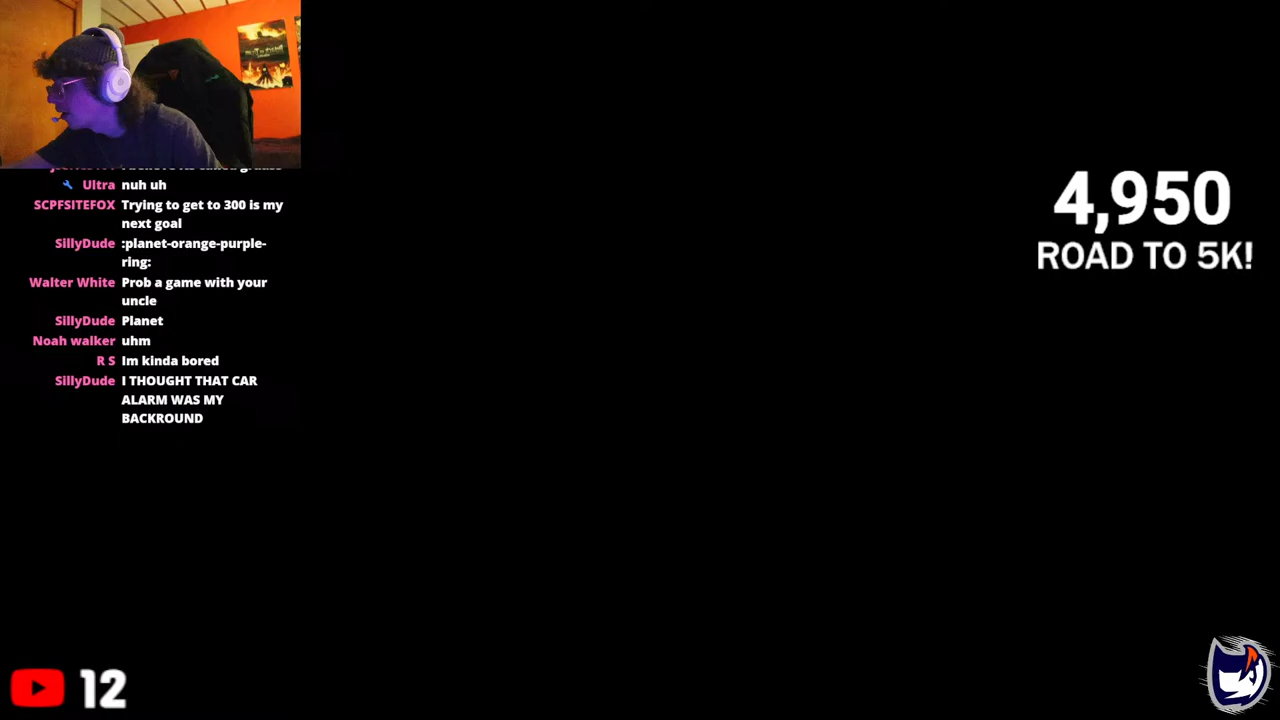 Ultra nuh uh
SCPFSITEFOX Trying to get to 300 is my
next goal
SillyDude :planet-orange-purple-
ring:
Walter White Prob a game with your
uncle
SillyDude Planet
Noah walker uhm
R S Im kinda bored
SillyDude I THOUGHT THAT CAR
ALARM WAS MY
BACKROUND
4,950
ROAD TO 5K!
12